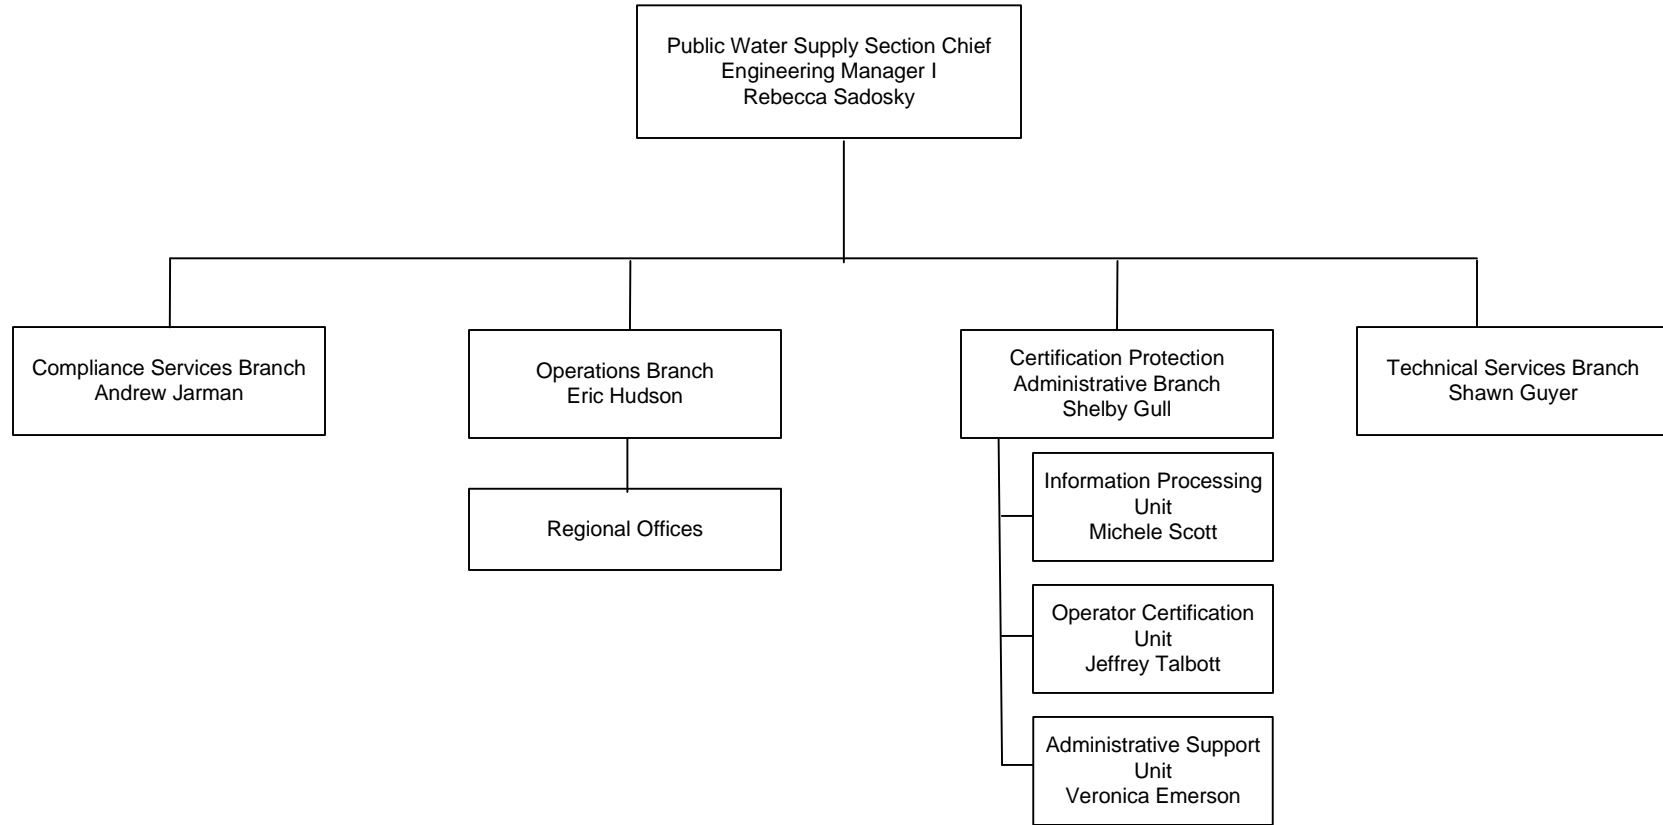 Public Water Supply Section Chief
Engineering Manager I
Rebecca Sadosky
Compliance Services Branch
Andrew Jarman
Operations Branch
Eric Hudson
Regional Offices
Certification Protection
Administrative Branch
Shelby Gull
Information Processing
Unit
Michele Scott
Operator Certification
Unit
Jeffrey Talbott
Administrative Support
Unit
Veronica Emerson
Technical Services Branch
Shawn Guyer